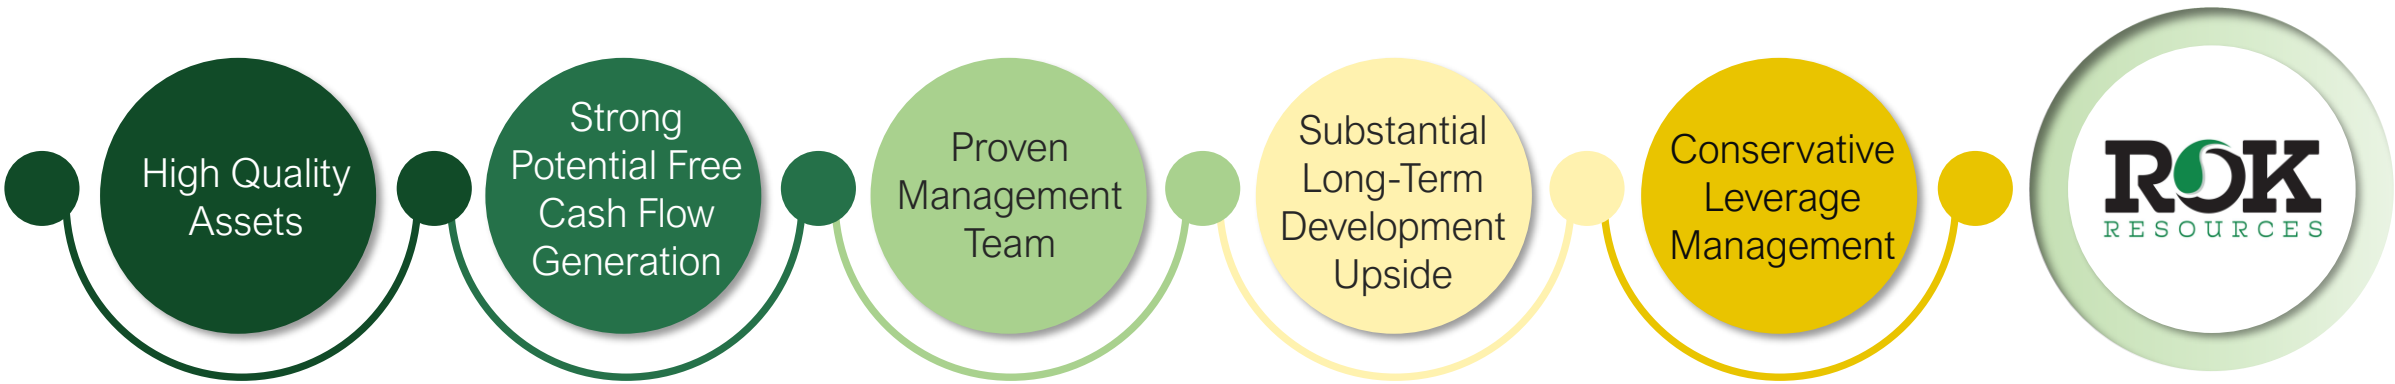 High Quality
Assets
Strong
Potential Free
Cash Flow
Generation
Proven
Management
Team
Substantial
Long-Term
Development
Upside
Conservative
Leverage
Management
ROK
RESOURCES